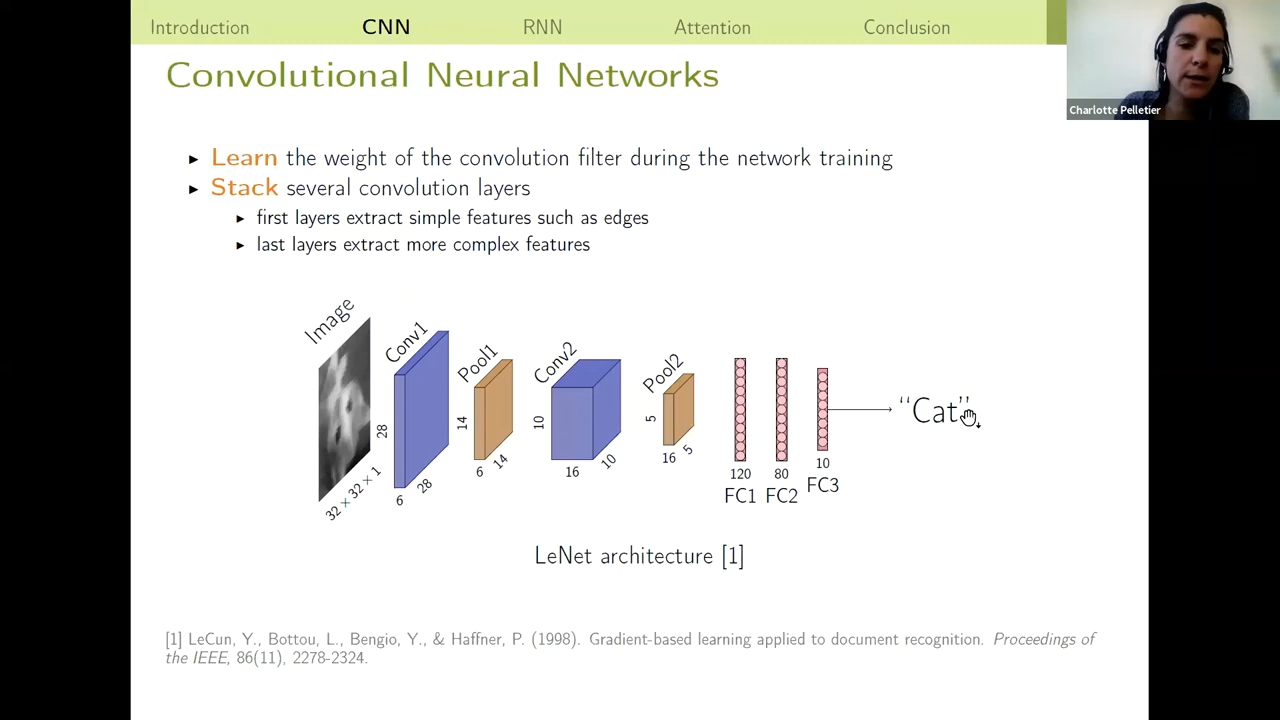 Introduction CNN RNN Attention Conclusion
Charlotte Pelletier
Convolutional Neural Networks
Learn the weight of the convolution filter during the network training
Stack several convolution layers
first layers extract simple features such as edges
last layers extract more complex features
Image
Conv1
Pool1
Conv2
Pool2
28
14
10
5
“Cat”
32 × 32 × 1
6 28
6 14
16 10
16 5
120
80
10
FC1
FC2
FC3
LeNet architecture [1]
[1] LeCun, Y., Bottou, L., Bengio, Y., & Haffner, P. (1998). Gradient-based learning applied to document recognition. Proceedings of
the IEEE, 86(11), 2278-2324.